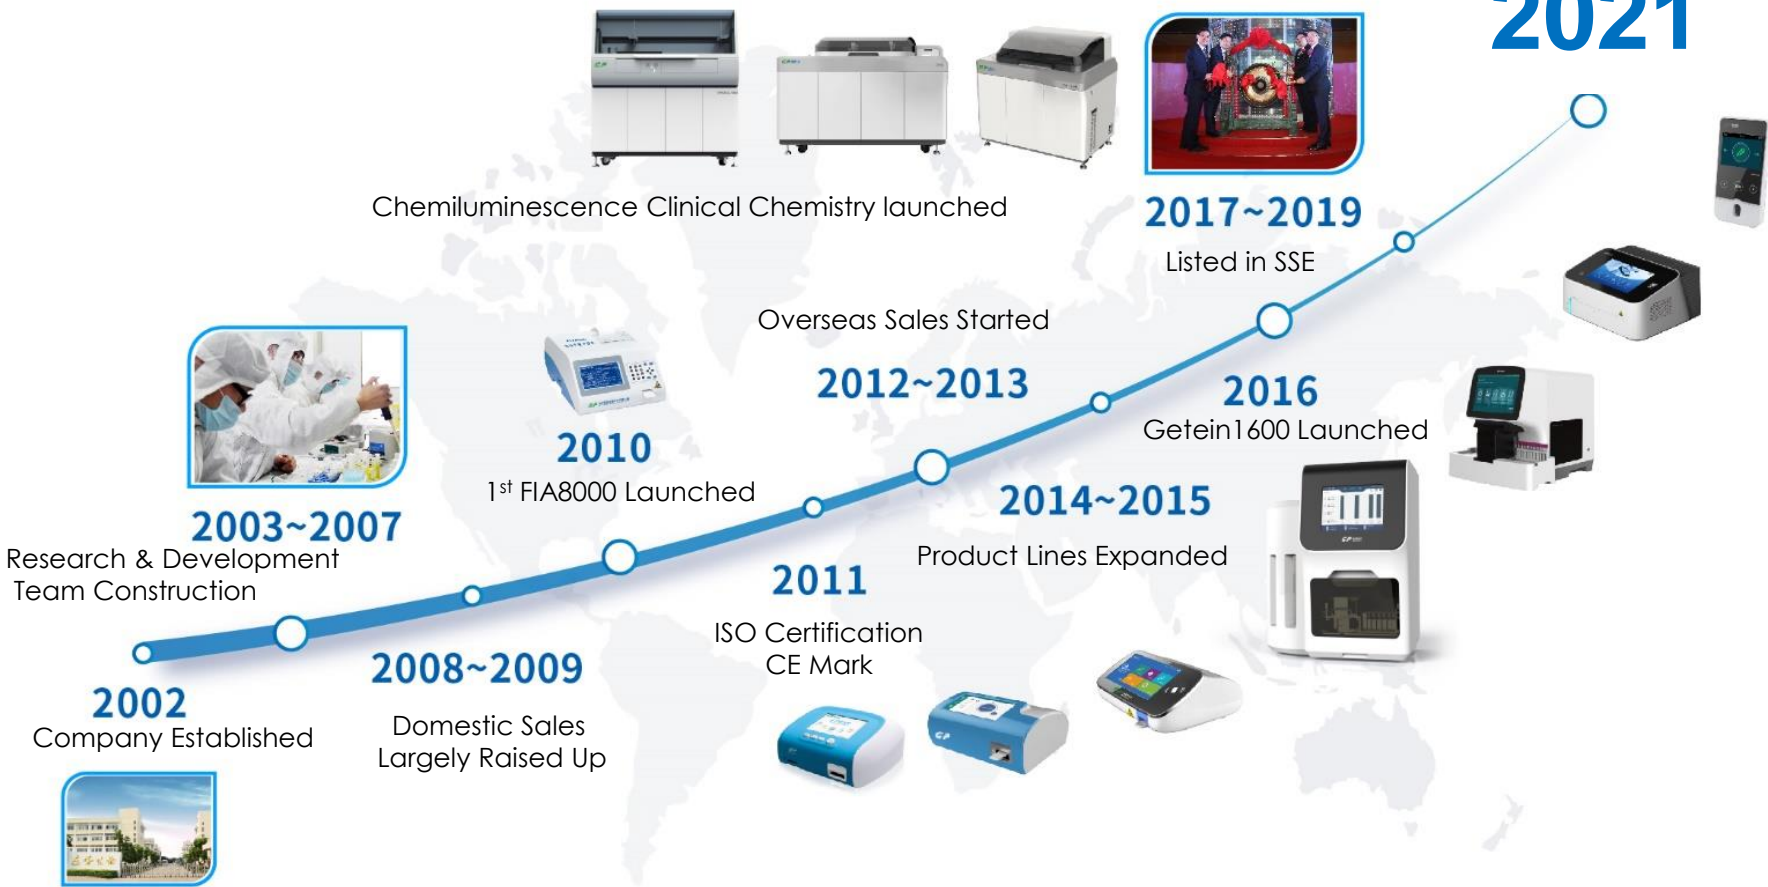 2021
Chemiluminescence Clinical Chemistry launched
2017~2019
Listed in SSE
Overseas Sales Started
2012~2013
2016
Getein1600 Launched
2010
1st FIA8000 Launched
2014~2015
Product Lines Expanded
2003~2007
Research & Development
Team Construction
2011
ISO Certification
CE Mark
2008~2009
Domestic Sales
Largely Raised Up
2002
Company Established